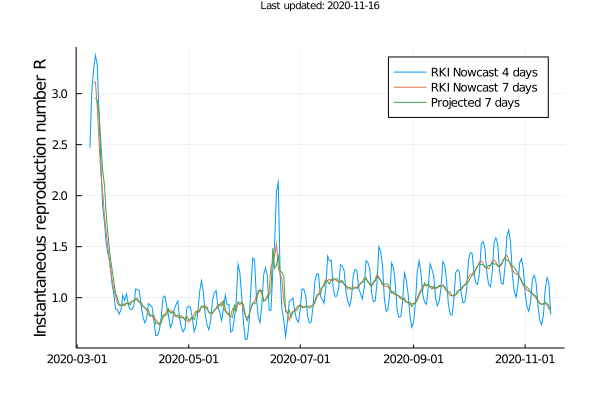 Last updated: 2020-11-16
RKI Nowcast 4 days
RKI Nowcast 7 days
Projected 7 days
Instantaneous reproduction number R
3.0
2.5
2.0
1.5
1.0
2020-03-01 2020-05-01 2020-07-01 2020-09-01 2020-11-01